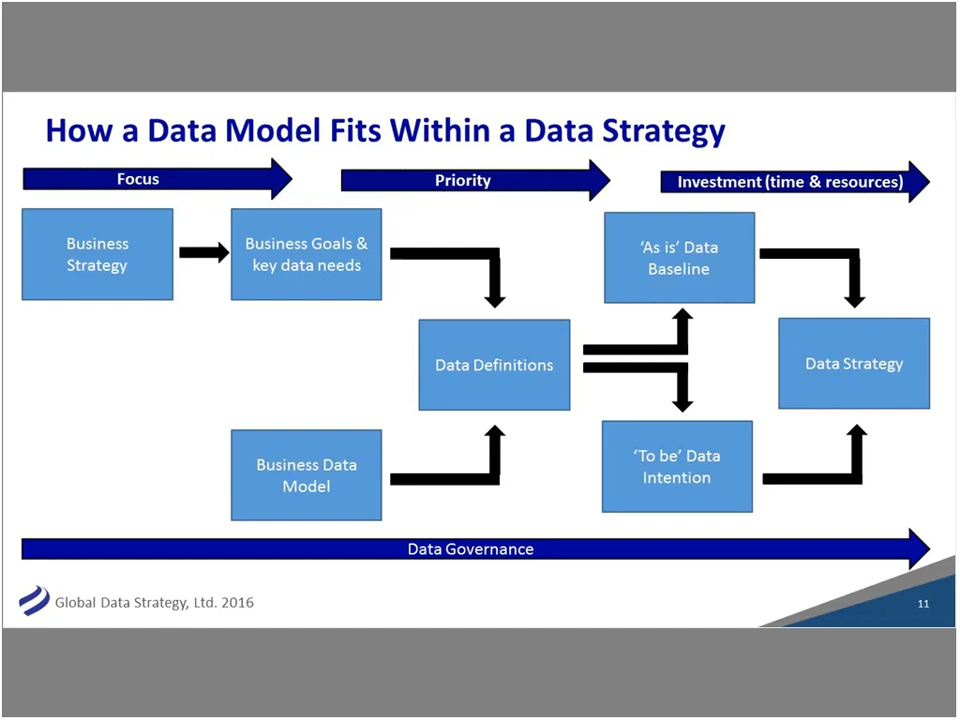 How a Data Model Fits Within a Data Strategy
Focus
Priority
Investment (time & resources)
Business
Strategy
Business Goals &
key data needs
‘As is’ Data
Baseline
Data Definitions
Data Strategy
Business Data
Model
‘To be’ Data
Intention
Data Governance
Global Data Strategy, Ltd. 2016
11